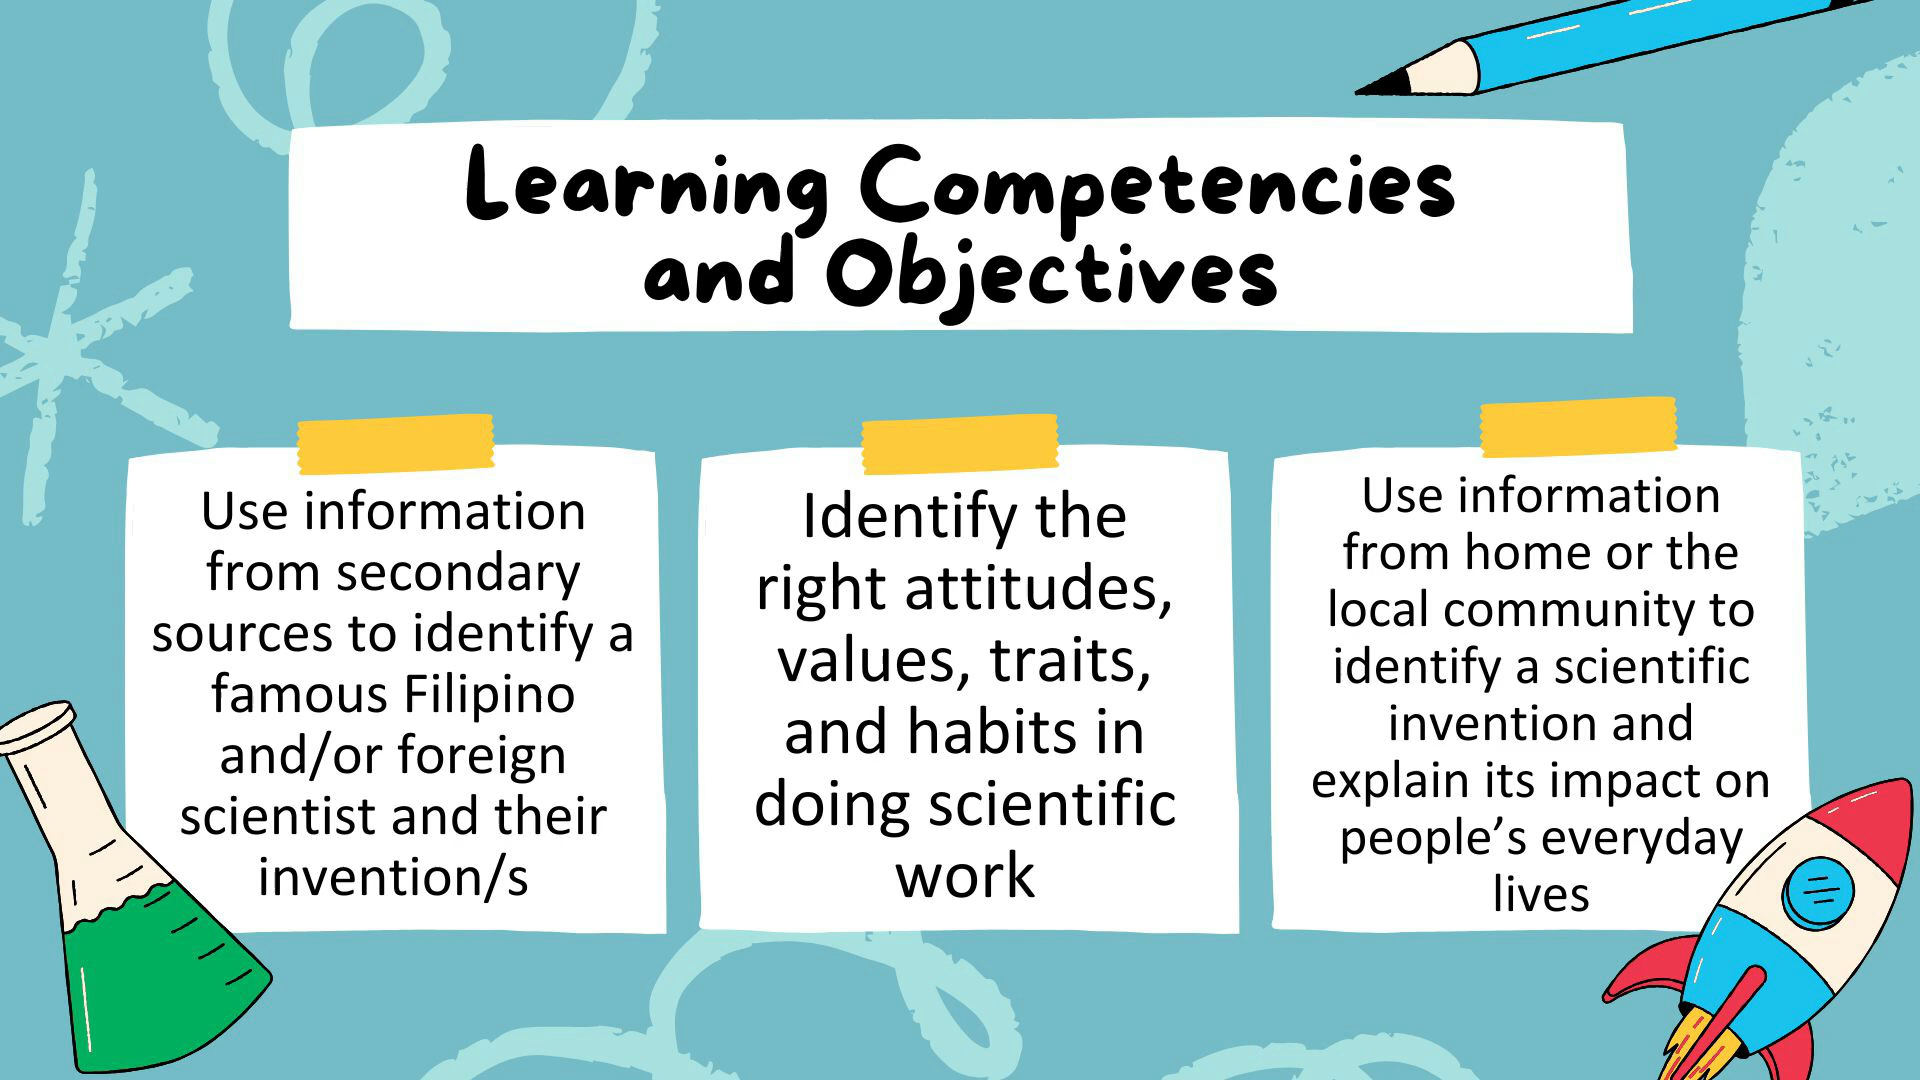 Learning Competencies
and Objectives
Use information
from secondary
sources to identify a
famous Filipino
and/or foreign
scientist and their
invention/s
Identify the
right attitudes,
values, traits,
and habits in
doing scientific
work
Use information
from home or the
local community to
identify a scientific
invention and
explain its impact on
people’s everyday
lives